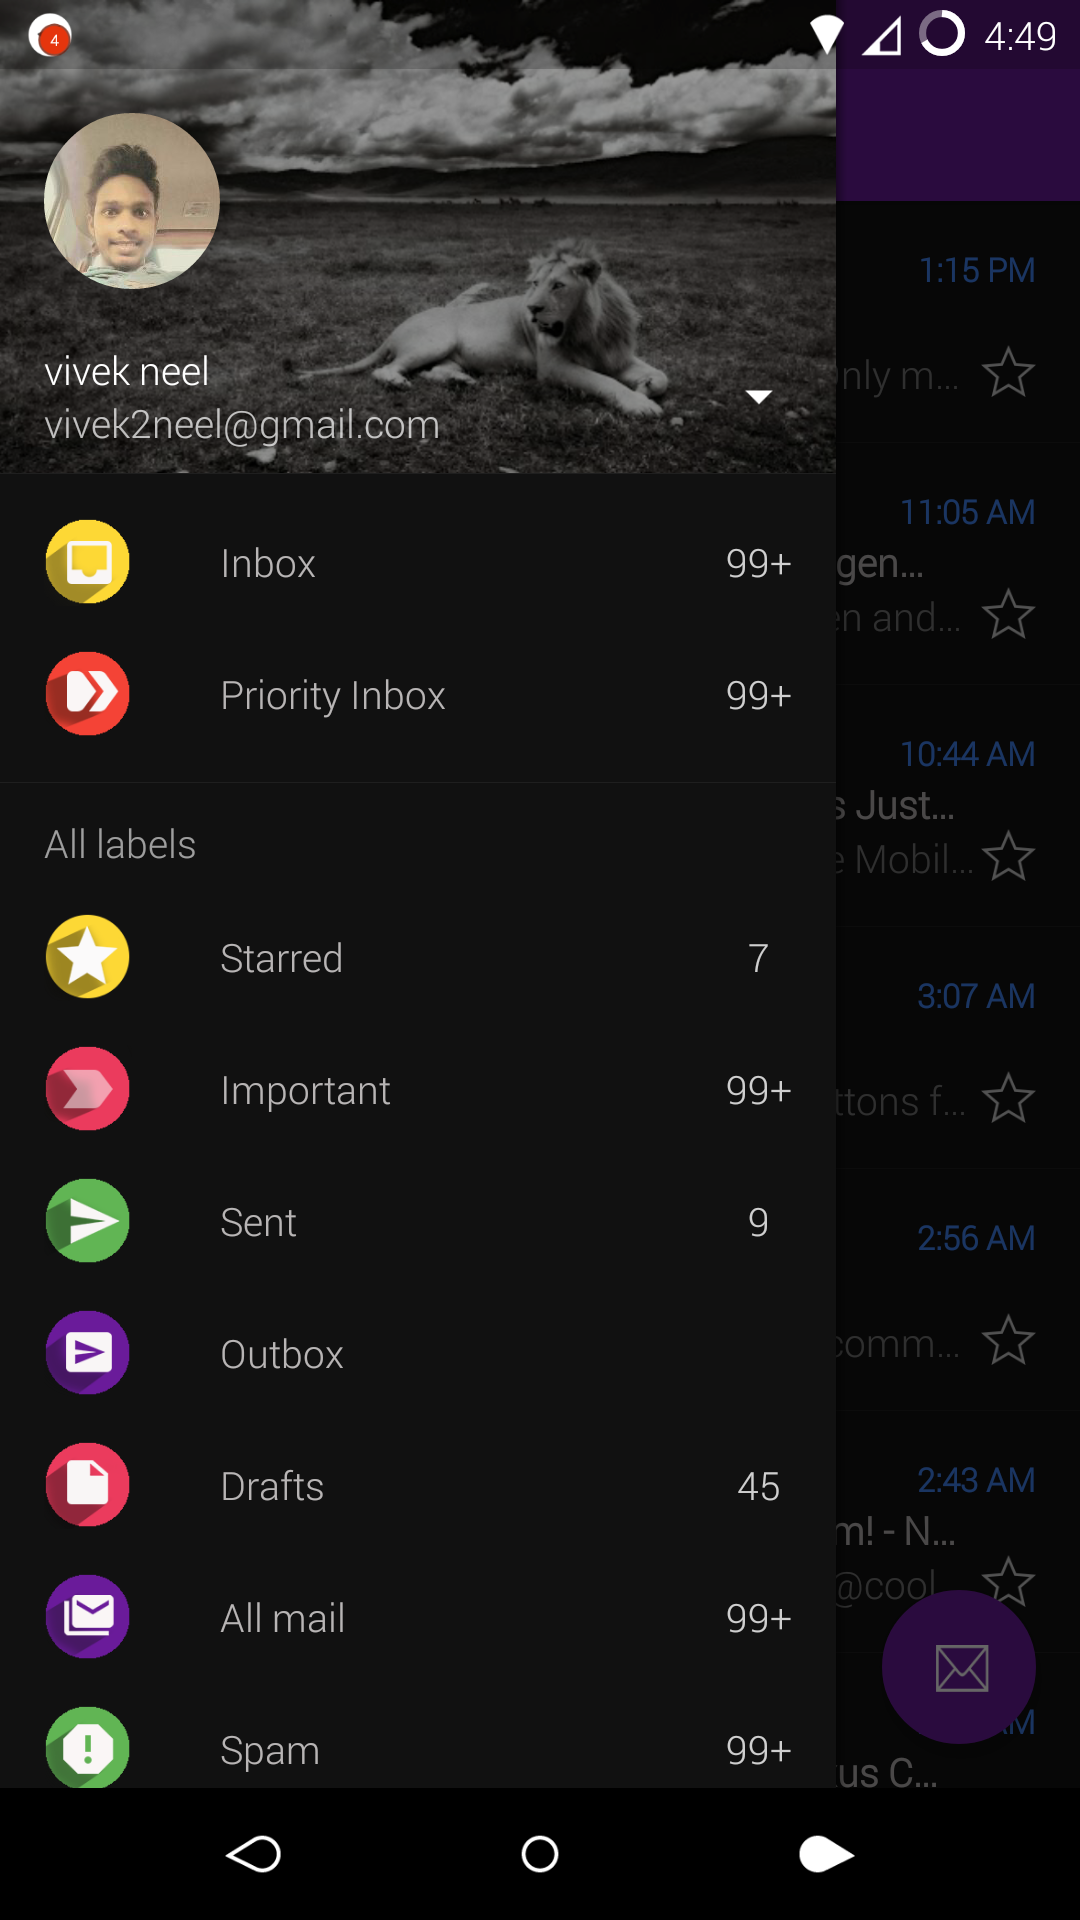 4
4:49
1:15 PM
vivek neel
nly m...
vivek2neel@gmail.com
11:05 AM
Inbox 99+
gen...
en and...
Priority Inbox 99+
10:44 AM
s Just...
All labels
e Mobil...
Starred 7
3:07 AM
Important 99+
ttons f...
Sent 9
2:56 AM
Outbox
comm...
Drafts 45
2:43 AM
m! - N...
@cool
All mail 99+
AM
Spam 99+
us C...